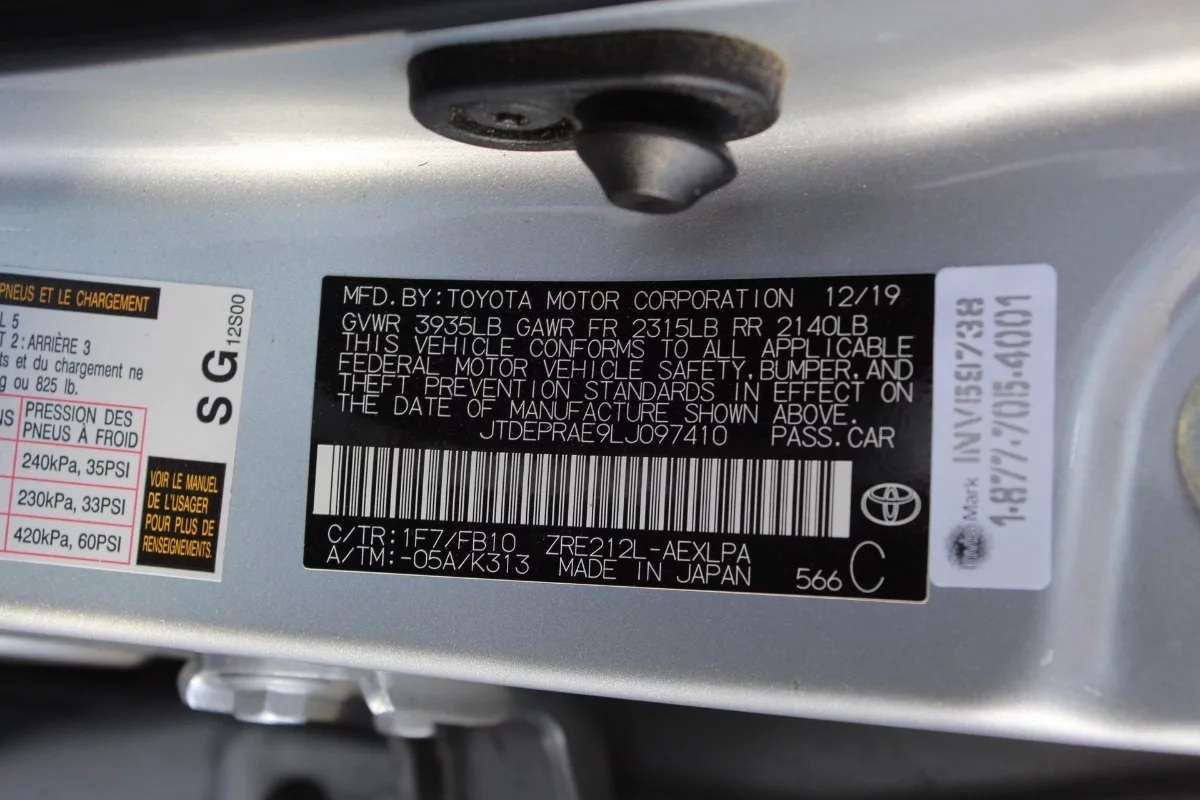 PNEUS ET LE CHARGEMENT
L 5
T 2: ARRIÈRE 3
ts et du chargement ne
g ou 825 lb.
NS PRESSION DES
PNEUS À FROID
240kPa, 35PSI
230kPa, 33PSI
420kPa, 60PSI
SG
12S00
VOIR LE MANUEL
DE L'USAGER
POUR PLUS DE
RENSEIGNEMENTS.
MFD. BY: TOYOTA MOTOR CORPORATION 12/19
GVWR 3935LB GAWR FR 2315LB RR 2140LB
THIS VEHICLE CONFORMS TO ALL APPLICABLE
FEDERAL MOTOR VEHICLE SAFETY, BUMPER, AND
THEFT PREVENTION STANDARDS IN EFFECT ON
THE DATE OF MANUFACTURE SHOWN ABOVE.
JTDEPRAE9LJ097410 PASS.CAR
C/TR: 1F7/FB10 ZRE212L-AEXLPA
A/TM: -05A/K313 MADE IN JAPAN
566 C
Mark
1-877-705-4001